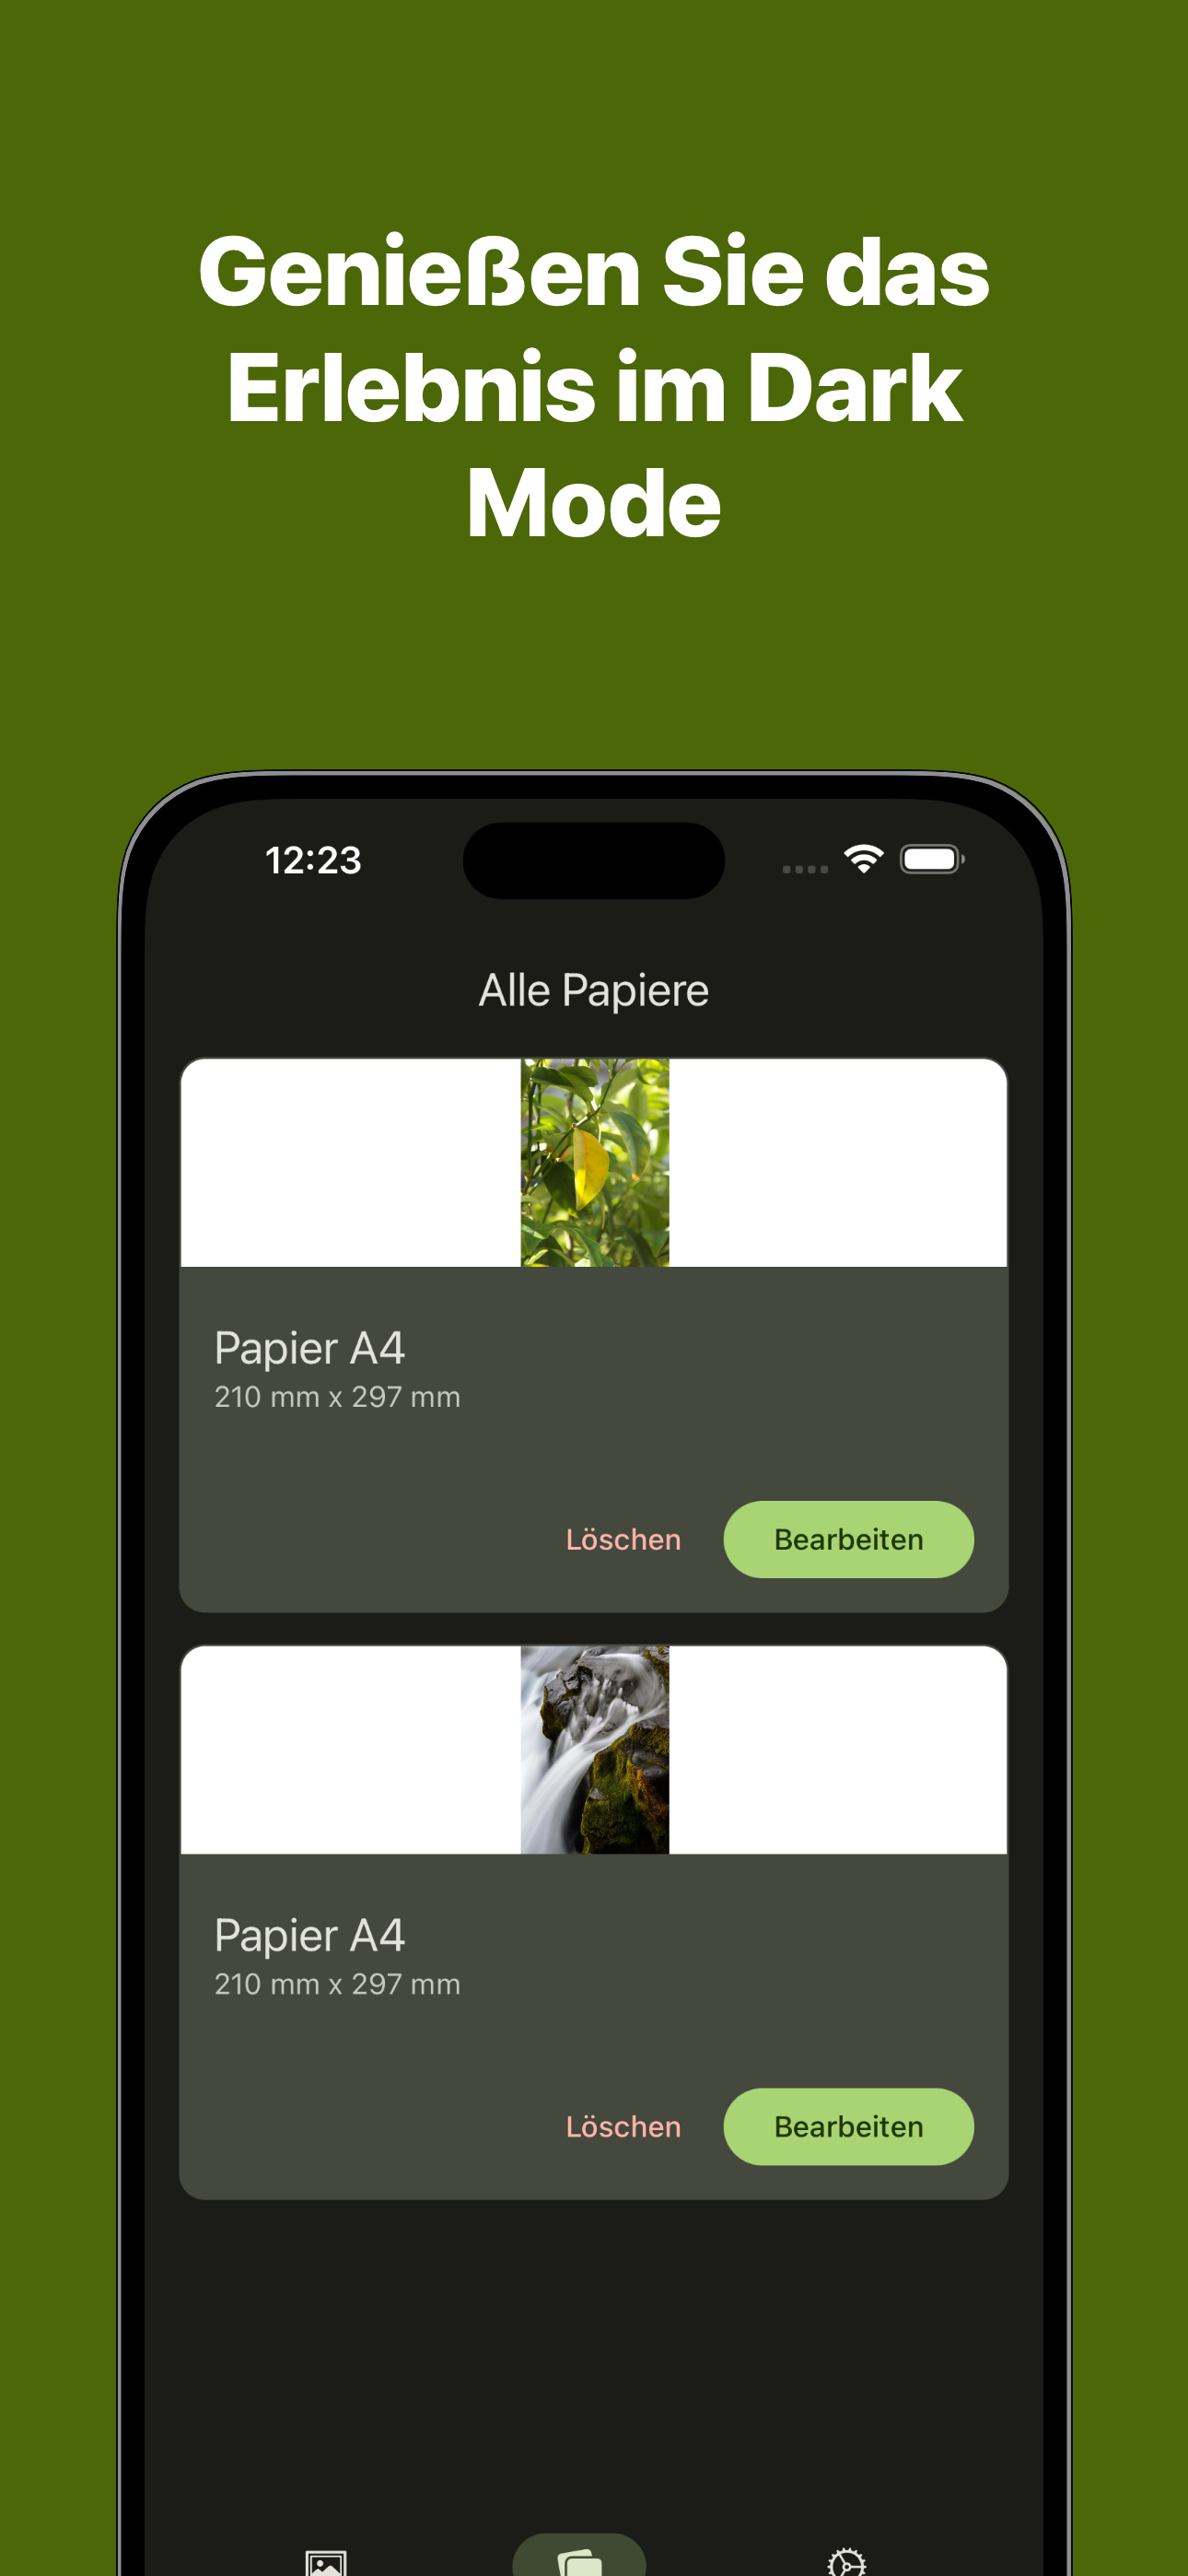 Genießen Sie das
Erlebnis im Dark
Mode
12:23
Alle Papiere
Papier A4
210 mm x 297 mm
Löschen Bearbeiten
Papier A4
210 mm x 297 mm
Löschen Bearbeiten